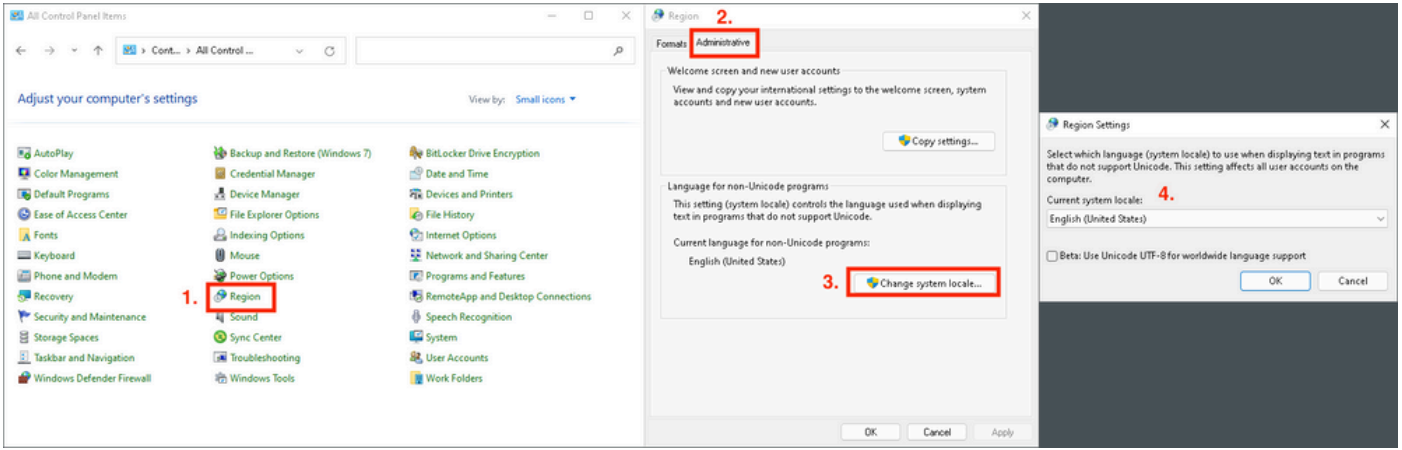 All Control Panel Items
Cont... › All Control ...
Adjust your computer's settings
View by: Small icons
AutoPlay
Backup and Restore (Windows 7)
BitLocker Drive Encryption
Color Management
Credential Manager
Date and Time
Default Programs
Device Manager
Devices and Printers
Ease of Access Center
File Explorer Options
File History
Fonts
Indexing Options
Internet Options
Keyboard
Mouse
Network and Sharing Center
Phone and Modem
Power Options
Programs and Features
Recovery
1.
Region
RemoteApp and Desktop Connections
Security and Maintenance
Sound
Speech Recognition
Storage Spaces
Sync Center
System
Taskbar and Navigation
Troubleshooting
User Accounts
Windows Defender Firewall
Windows Tools
Work Folders
Region
2.
Formats
Administrative
Welcome screen and new user accounts
View and copy your international settings to the welcome screen, system
accounts and new user accounts.
Copy settings...
Language for non-Unicode programs
This setting (system locale) controls the language used when displaying
text in programs that do not support Unicode.
Current language for non-Unicode programs:
English (United States)
3.
Change system locale...
OK
Cancel
Apply
Region Settings
Select which language (system locale) to use when displaying text in programs
that do not support Unicode. This setting affects all user accounts on the
computer.
Current system locale:
4.
English (United States)
Beta: Use Unicode UTF-8 for worldwide language support
OK
Cancel